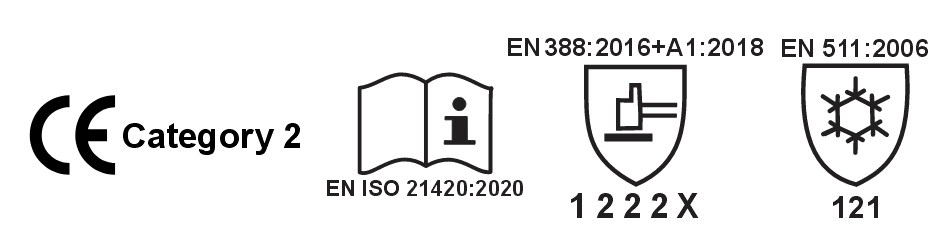 CE Category 2
i
EN ISO 21420:2020
EN 388:2016+A1:2018
1 2 2 2 X
EN 511:2006
121